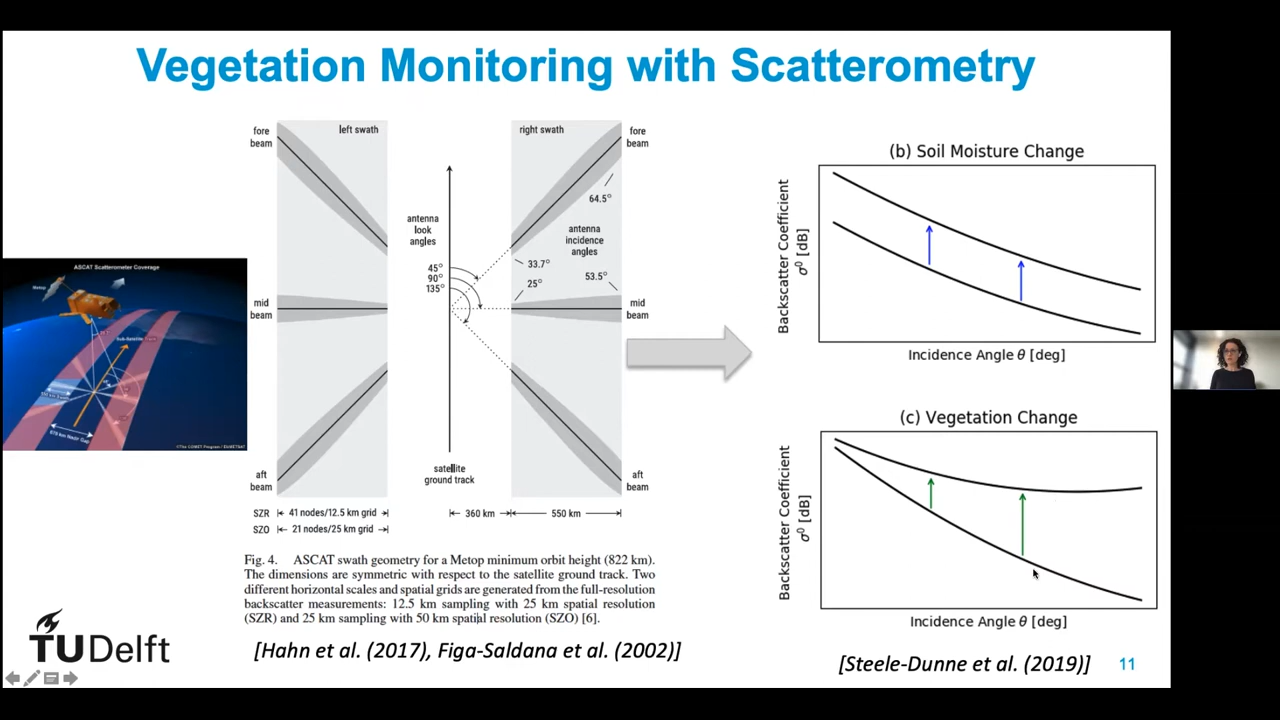 Vegetation Monitoring with Scatterometry
fore
beam
left swath
right swath
fore
beam
64.5°
antenna
look
angles
antenna
incidence
angles
45°
90°
135°
33.7°
25°
53.5°
mid
beam
mid
beam
aft
beam
satellite
ground track
aft
beam
SZR
41 nodes/12.5 km grid
360 km
550 km
SZO
21 nodes/25 km grid
ASCAT Scatterometer Coverage
Metop
Sub-Satellite Track
Fig. 4. ASCAT swath geometry for a Metop minimum orbit height (822 km).
The dimensions are symmetric with respect to the satellite ground track. Two
different horizontal scales and spatial grids are generated from the full-resolution
backscatter measurements: 12.5 km sampling with 25 km spatial resolution
(SZR) and 25 km sampling with 50 km spatial resolution (SZO) [6].
[Hahn et al. (2017), Figa-Saldana et al. (2002)]
(b) Soil Moisture Change
Backscatter Coefficient
σ⁰ [dB]
Incidence Angle θ [deg]
(c) Vegetation Change
Backscatter Coefficient
σ⁰ [dB]
Incidence Angle θ [deg]
[Steele-Dunne et al. (2019)]
11
TUDelft